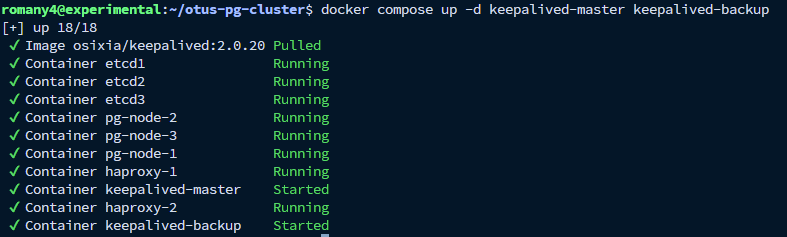 romany4@experimental:~/otus-pg-cluster$ docker compose up -d keepalived-master keepalived-backup
[+] up 18/18
✓ Image osixia/keepalived:2.0.20 Pulled
✓ Container etcd1 Running
✓ Container etcd2 Running
✓ Container etcd3 Running
✓ Container pg-node-2 Running
✓ Container pg-node-3 Running
✓ Container pg-node-1 Running
✓ Container haproxy-1 Running
✓ Container keepalived-master Started
✓ Container haproxy-2 Running
✓ Container keepalived-backup Started